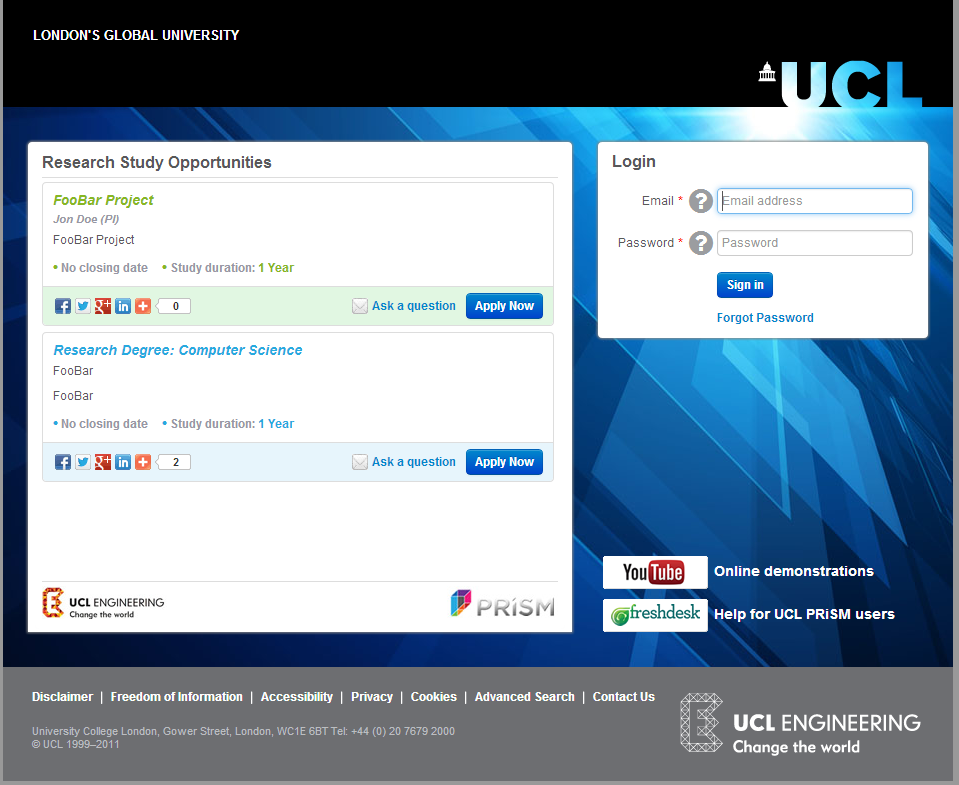 LONDON'S GLOBAL UNIVERSITY
UCL
Research Study Opportunities
FooBar Project
Jon Doe (PI)
FooBar Project
• No closing date • Study duration: 1 Year
0 Ask a question Apply Now
Research Degree: Computer Science
FooBar
FooBar
• No closing date • Study duration: 1 Year
2 Ask a question Apply Now
UCL ENGINEERING
Change the world
PRiSM
Login
Email * ? Email address
Password * ? Password
Sign in
Forgot Password
YouTube Online demonstrations
freshdesk Help for UCL PRiSM users
Disclaimer | Freedom of Information | Accessibility | Privacy | Cookies | Advanced Search | Contact Us
University College London, Gower Street, London, WC1E 6BT Tel: +44 (0) 20 7679 2000
© UCL 1999–2011
UCL ENGINEERING
Change the world